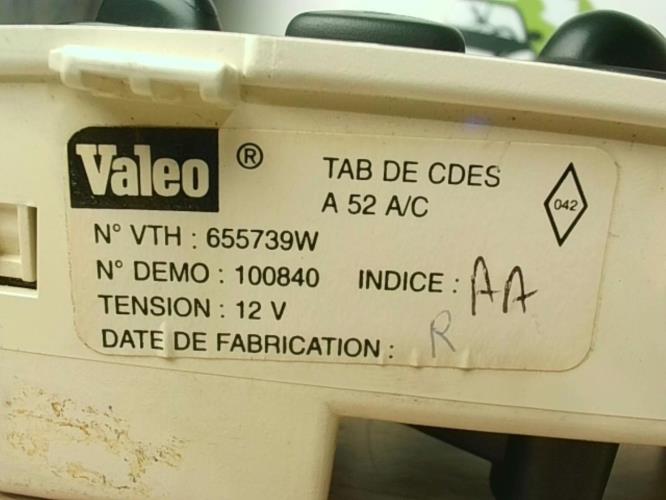 Valeo ® TAB DE CDES
A 52 A/C
042
N° VTH : 655739W
N° DEMO : 100840 INDICE : AA
TENSION : 12 V
DATE DE FABRICATION : R